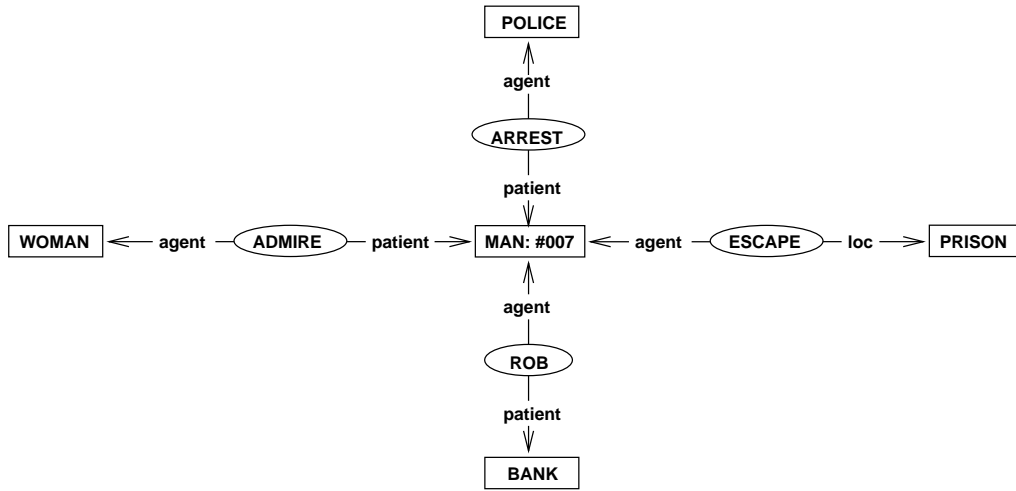 POLICE
agent
ARREST
patient
WOMAN agent ADMIRE patient MAN: #007 agent ESCAPE loc PRISON
agent
ROB
patient
BANK